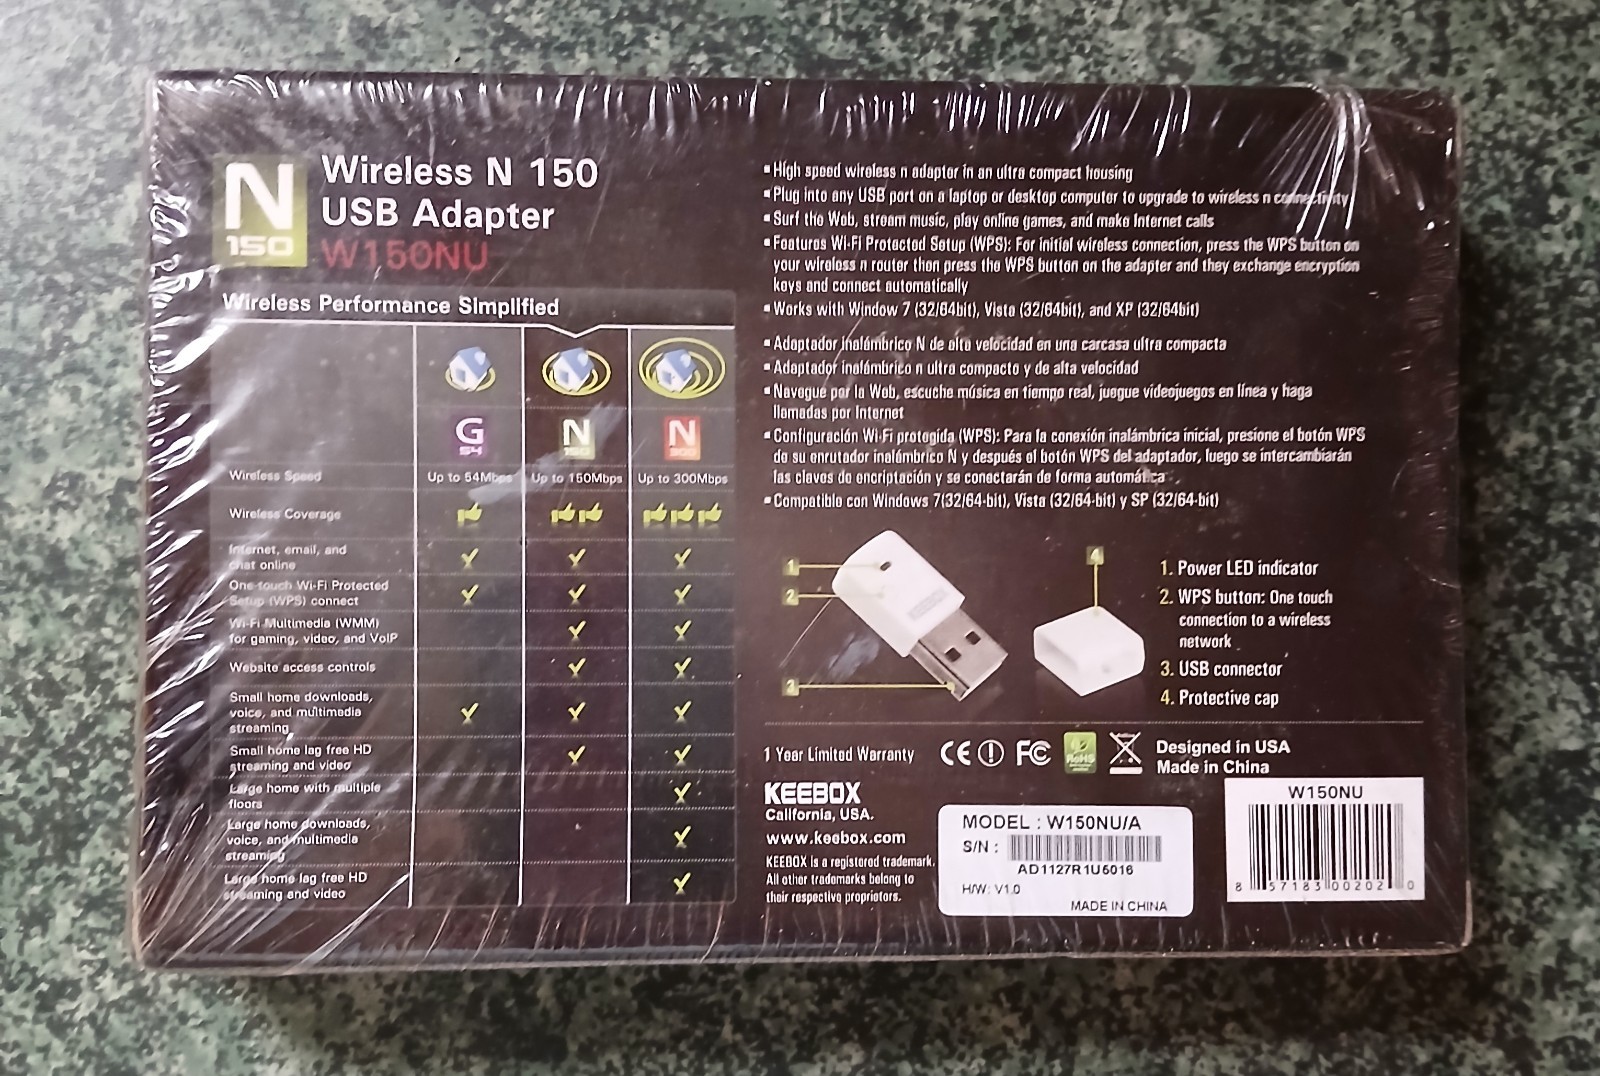 N
150
Wireless N 150
USB Adapter
W150NU
Wireless Performance Simplified
G
54
N
150
N
300
Wireless Speed
Up to 54Mbps
Up to 150Mbps
Up to 300Mbps
Wireless Coverage
Internet, email, and
chat online
One-touch Wi-Fi Protected
Setup (WPS) connect
Wi-Fi Multimedia (WMM)
for gaming, video, and VoIP
Website access controls
Small home downloads,
voice, and multimedia
streaming
Small home lag free HD
streaming and video
Large home with multiple
floors
Large home downloads,
voice, and multimedia
streaming
Large home lag free HD
streaming and video
▪ High speed wireless n adapter in an ultra compact housing
▪ Plug into any USB port on a laptop or desktop computer to upgrade to wireless n connectivity
▪ Surf the Web, stream music, play online games, and make Internet calls
▪ Features Wi-Fi Protected Setup (WPS): For initial wireless connection, press the WPS button on
your wireless n router then press the WPS button on the adapter and they exchange encryption
keys and connect automatically
▪ Works with Window 7 (32/64bit), Vista (32/64bit), and XP (32/64bit)
▪ Adaptador inalámbrico N de alta velocidad en una carcasa ultra compacta
▪ Adaptador inalámbrico n ultra compacto y de alta velocidad
▪ Navegue por la Web, escuche música en tiempo real, juegue videojuegos en línea y haga
llamadas por Internet
▪ Configuración Wi-Fi protegida (WPS): Para la conexión inalámbrica inicial, presione el botón WPS
de su enrutador inalámbrico N y después el botón WPS del adaptador, luego se intercambiarán
las claves de encriptación y se conectarán de forma automática
▪ Compatible con Windows 7(32/64-bit), Vista (32/64-bit) y SP (32/64-bit)
1
2
3
4
1. Power LED indicator
2. WPS button: One touch
connection to a wireless
network
3. USB connector
4. Protective cap
1 Year Limited Warranty
CE
FC
RoHS
Designed in USA
Made in China
KEEBOX
California, USA.
www.keebox.com
KEEBOX is a registered trademark.
All other trademarks belong to
their respective proprietors.
MODEL : W150NU/A
S/N :
AD1127R1U6016
H/W: V1.0
MADE IN CHINA
W150NU
8 57183 00202 0